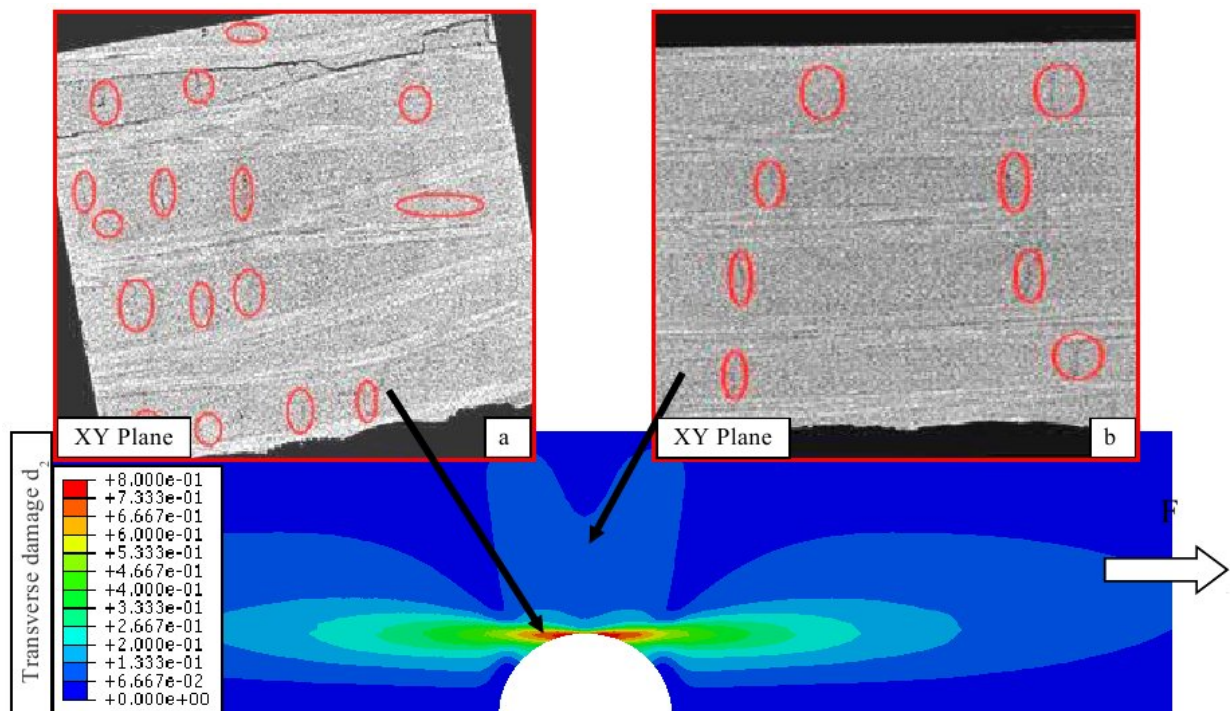 XY Plane
a
XY Plane
b
Transverse damage d₂
+8.000e-01
+7.333e-01
+6.667e-01
+6.000e-01
+5.333e-01
+4.667e-01
+4.000e-01
+3.333e-01
+2.667e-01
+2.000e-01
+1.333e-01
+6.667e-02
+0.000e+00
F